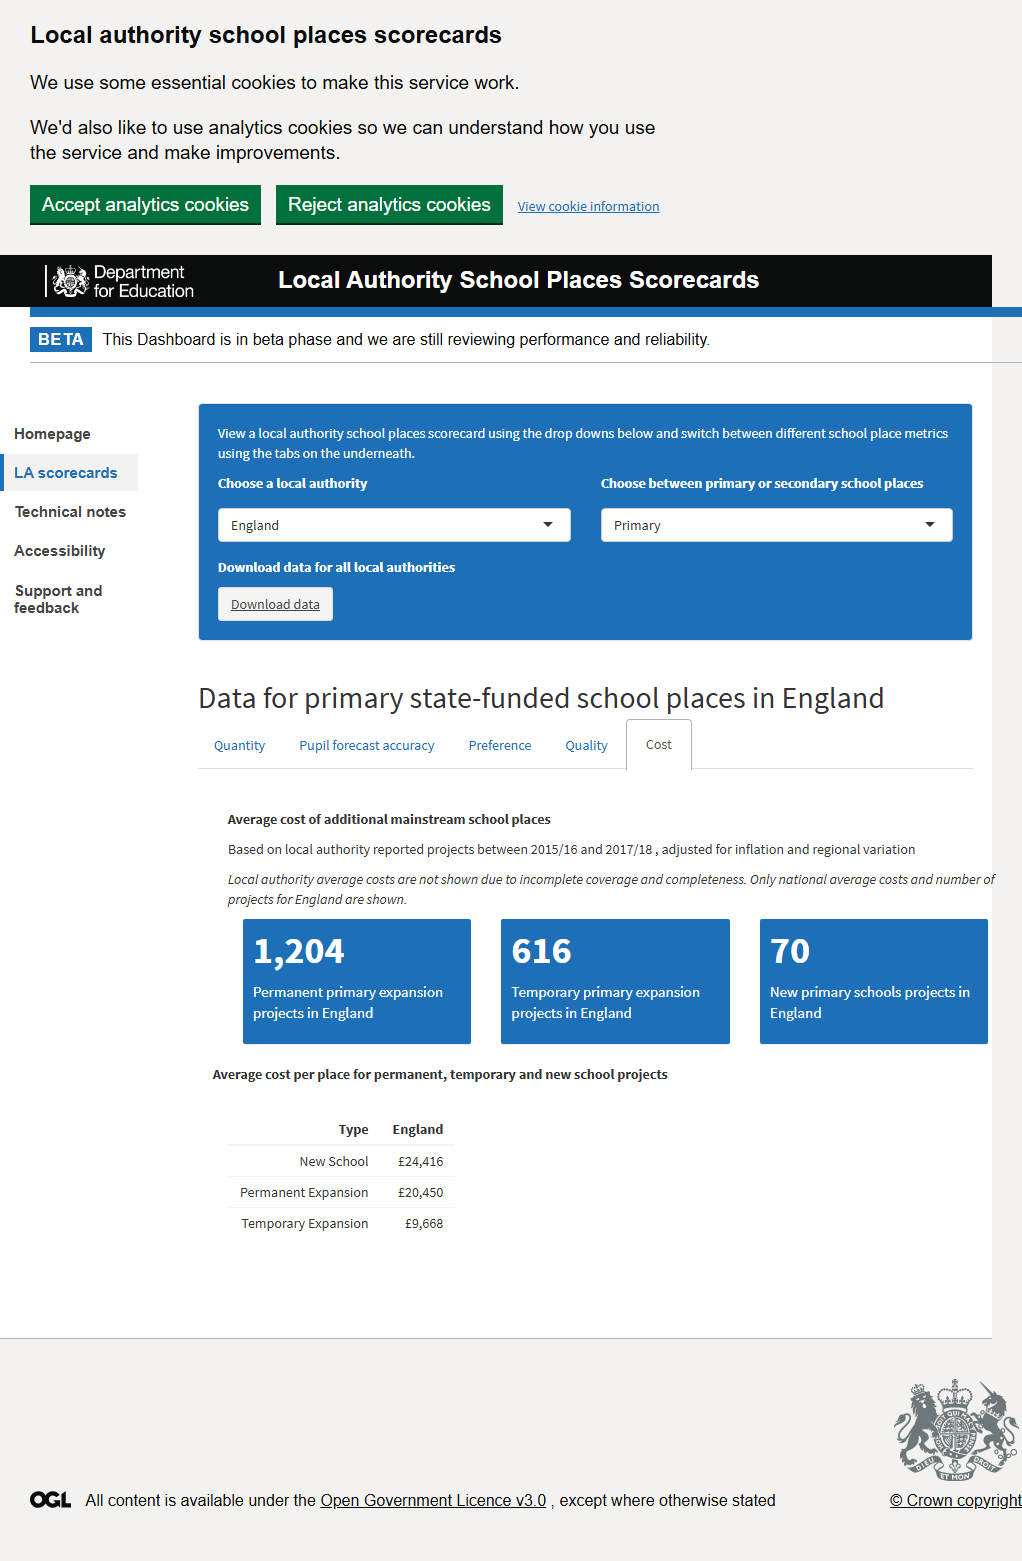 Local authority school places scorecards
We use some essential cookies to make this service work.
We'd also like to use analytics cookies so we can understand how you use
the service and make improvements.
Accept analytics cookies Reject analytics cookies View cookie information
Department
for Education
Local Authority School Places Scorecards
BETA This Dashboard is in beta phase and we are still reviewing performance and reliability.
Homepage
LA scorecards
Technical notes
Accessibility
Support and
feedback
View a local authority school places scorecard using the drop downs below and switch between different school place metrics
using the tabs on the underneath.
Choose a local authority
England
Choose between primary or secondary school places
Primary
Download data for all local authorities
Download data
Data for primary state-funded school places in England
Quantity Pupil forecast accuracy Preference Quality Cost
Average cost of additional mainstream school places
Based on local authority reported projects between 2015/16 and 2017/18 , adjusted for inflation and regional variation
Local authority average costs are not shown due to incomplete coverage and completeness. Only national average costs and number of
projects for England are shown.
1,204
Permanent primary expansion
projects in England
616
Temporary primary expansion
projects in England
70
New primary schools projects in
England
Average cost per place for permanent, temporary and new school projects
Type England
New School £24,416
Permanent Expansion £20,450
Temporary Expansion £9,668
DIEU ET MON DROIT
OGL All content is available under the Open Government Licence v3.0 , except where otherwise stated
© Crown copyright